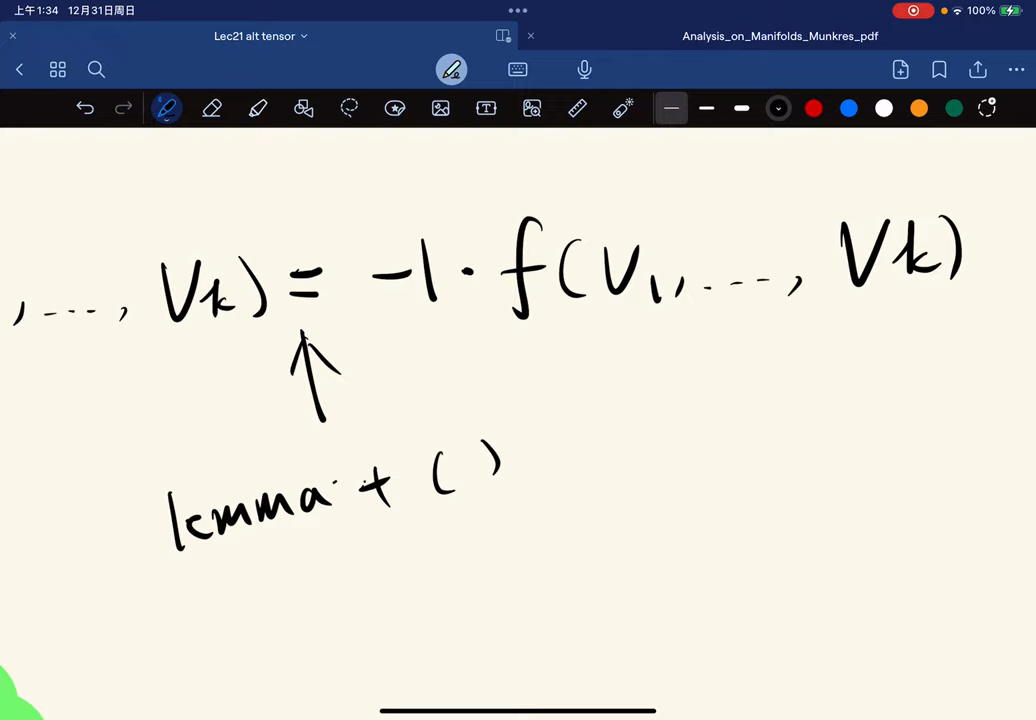 上午1:34 12月31日周日
100%
Lec21 alt tensor
Analysis_on_Manifolds_Munkres_pdf
, ..., Vk) = -1 · f(V1, ..., Vk)
lemma + ( )